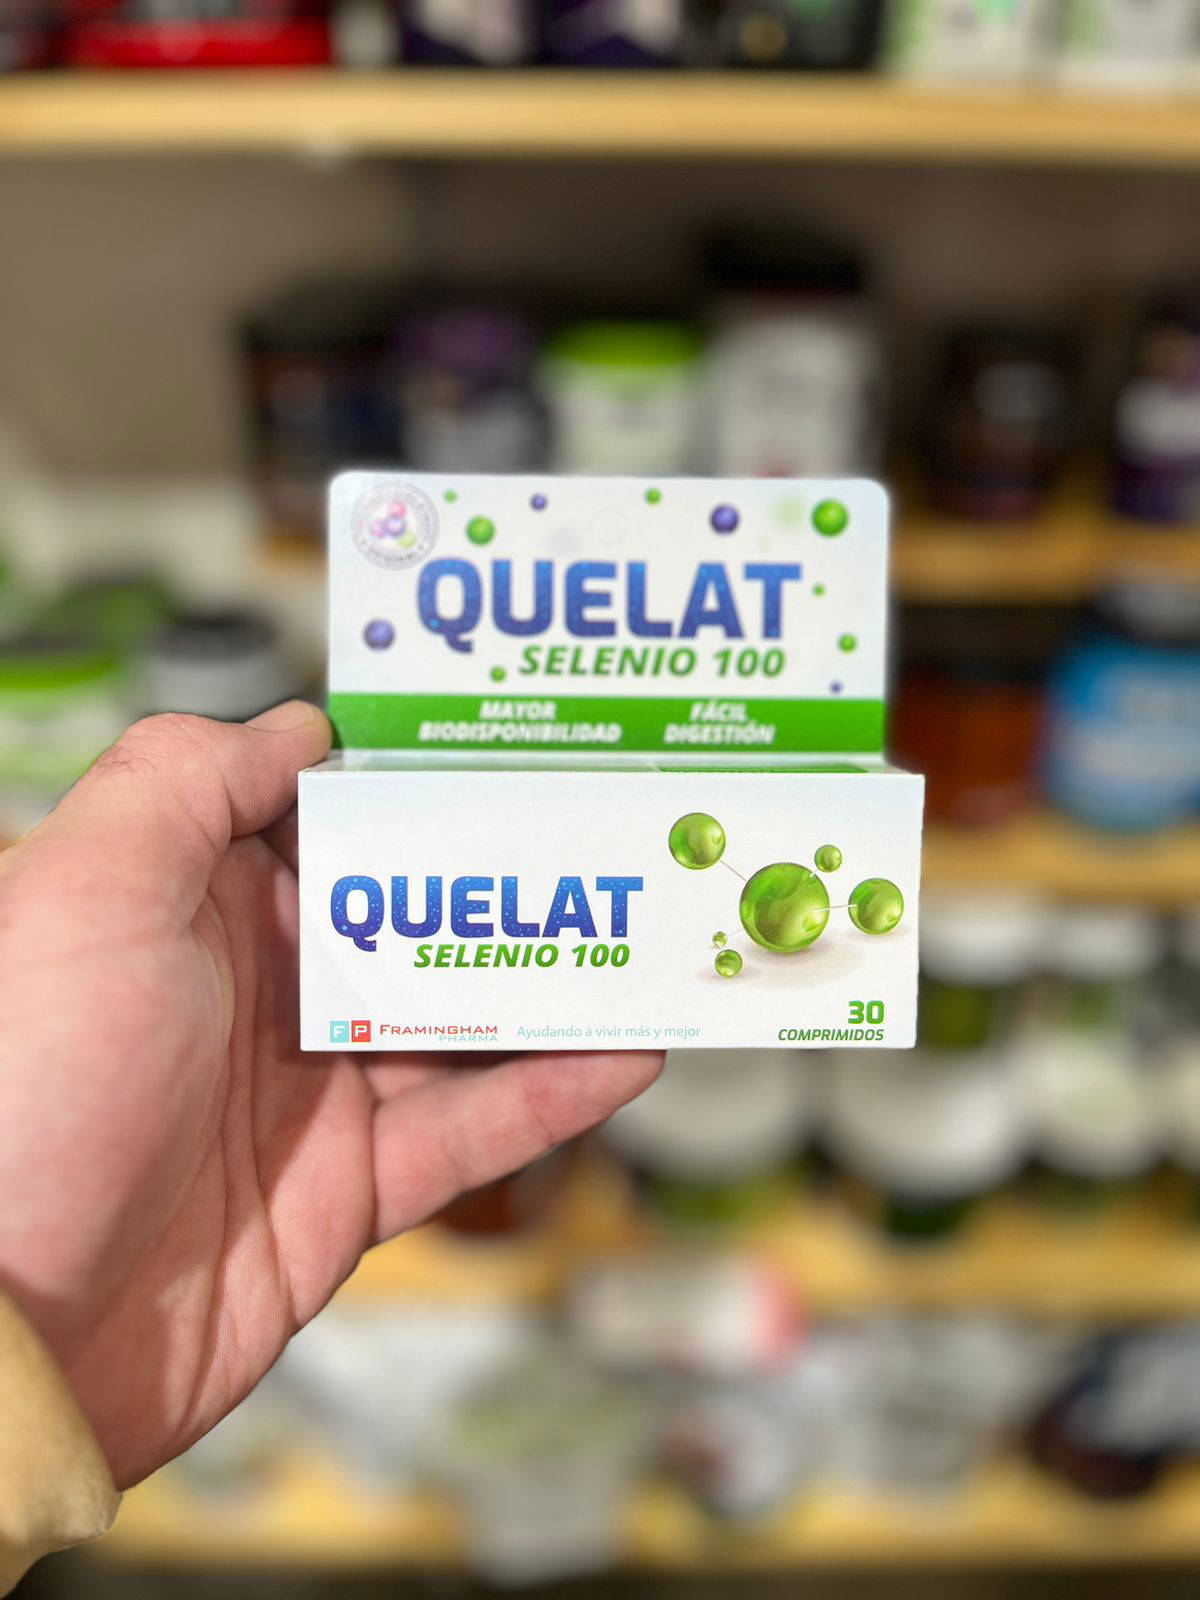 QUELAT
SELENIO 100
MAYOR
BIODISPONIBILIDAD
FÁCIL
DIGESTIÓN
QUELAT
SELENIO 100
FP FRAMINGHAM
PHARMA
Ayudando a vivir más y mejor
30
COMPRIMIDOS